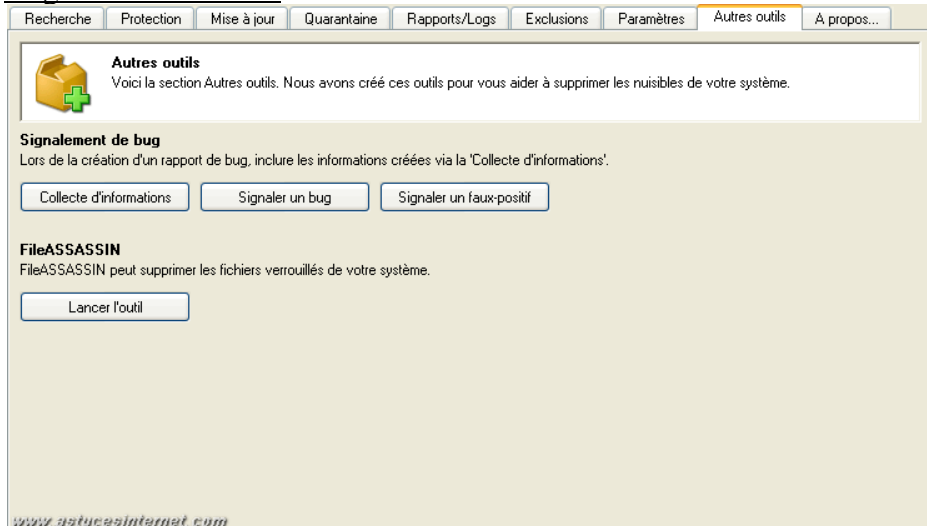 Recherche Protection Mise à jour Quarantaine Rapports/Logs Exclusions Paramètres Autres outils A propos...
Autres outils
Voici la section Autres outils. Nous avons créé ces outils pour vous aider à supprimer les nuisibles de votre système.
Signalement de bug
Lors de la création d'un rapport de bug, inclure les informations créées via la 'Collecte d'informations'.
Collecte d'informations Signaler un bug Signaler un faux-positif
FileASSASSIN
FileASSASSIN peut supprimer les fichiers verrouillés de votre système.
Lancer l'outil
www.astucesinternet.com